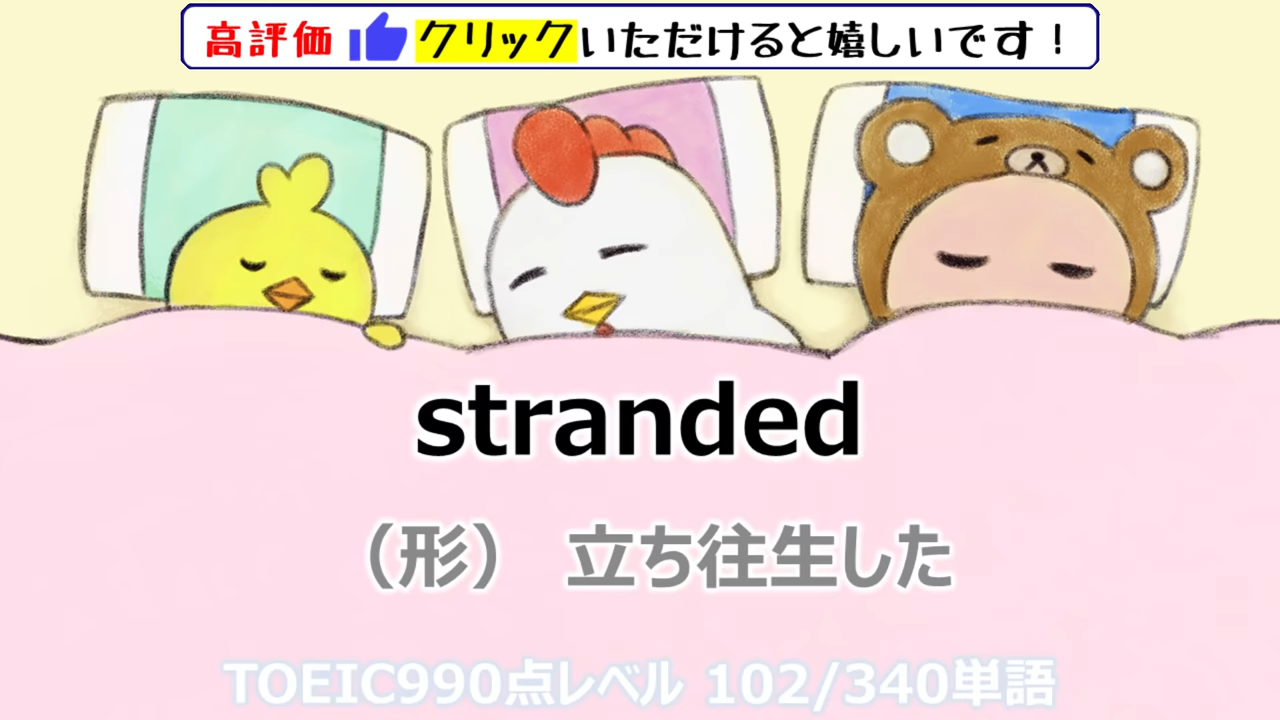 高評価 クリックいただけると嬉しいです！
stranded
（形） 立ち往生した
TOEIC990点レベル 102/340単語